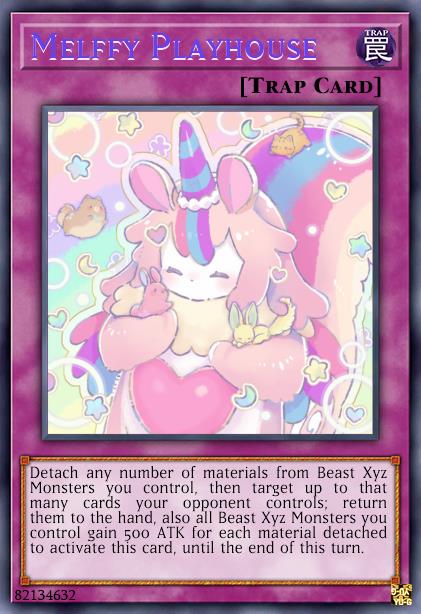 Melffy Playhouse
TRAP
罠
[Trap Card]
Detach any number of materials from Beast Xyz
Monsters you control, then target up to that
many cards your opponent controls; return
them to the hand, also all Beast Xyz Monsters you
control gain 500 ATK for each material detached
to activate this card, until the end of this turn.
82134632